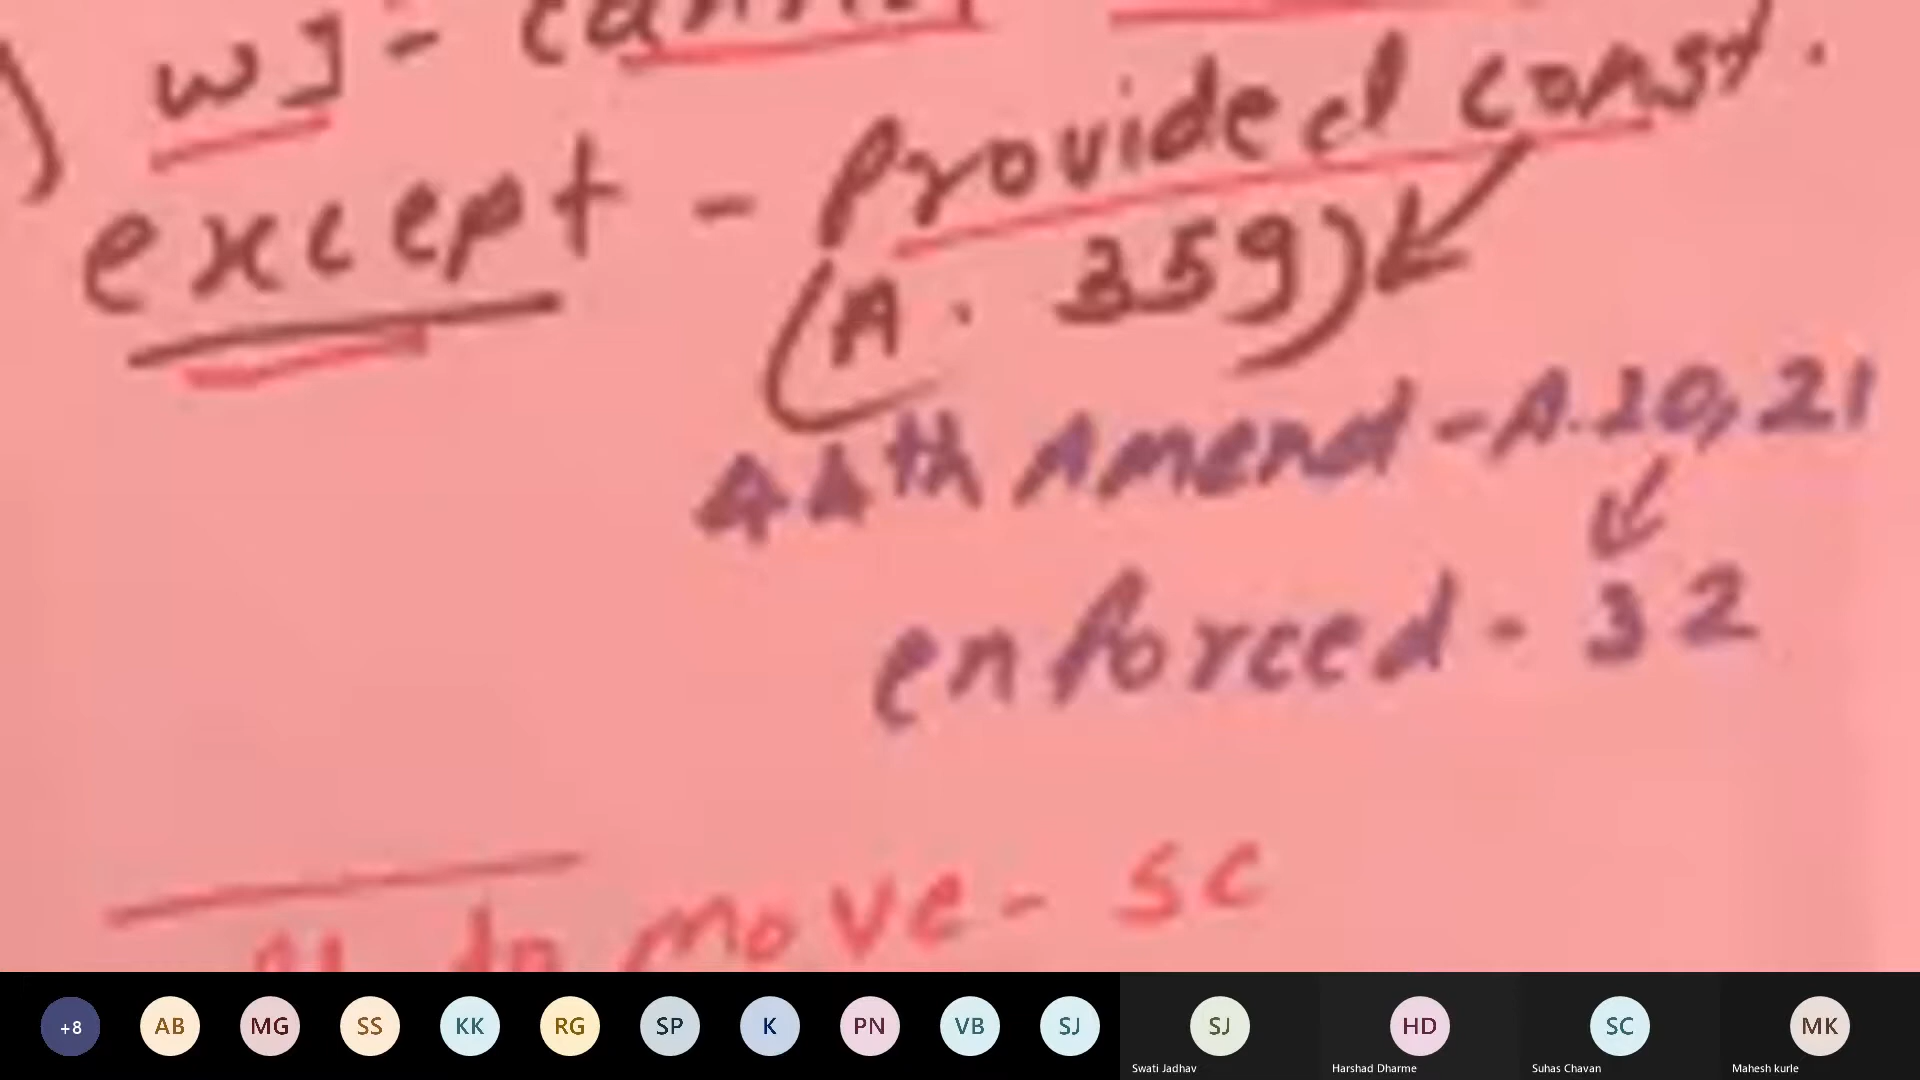 except - Provided const.
(A. 359)
44th Amend - A.20, 21
enforced - 32
to move - SC
+8 AB MG SS KK RG SP K PN VB SJ SJ HD SC MK
Swati Jadhav Harshad Dharme Suhas Chavan Mahesh kurle